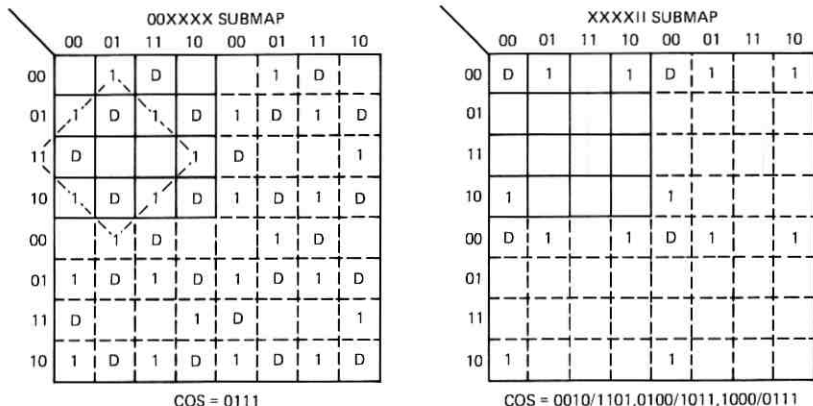 00XXXX SUBMAP
00 01 11 10 00 01 11 10
00 1 D 1 D
01 1 D 1 D 1 D 1 D
11 D 1 D 1
10 1 D 1 D 1 D 1 D
00 1 D 1 D
01 1 D 1 D 1 D 1 D
11 D 1 D 1
10 1 D 1 D 1 D 1 D
COS = 0111
XXXXII SUBMAP
00 01 11 10 00 01 11 10
00 D 1 1 D 1 1
01
11
10 1 1
00 D 1 1 D 1 1
01
11
10 1 1
COS = 0010/1101,0100/1011,1000/0111